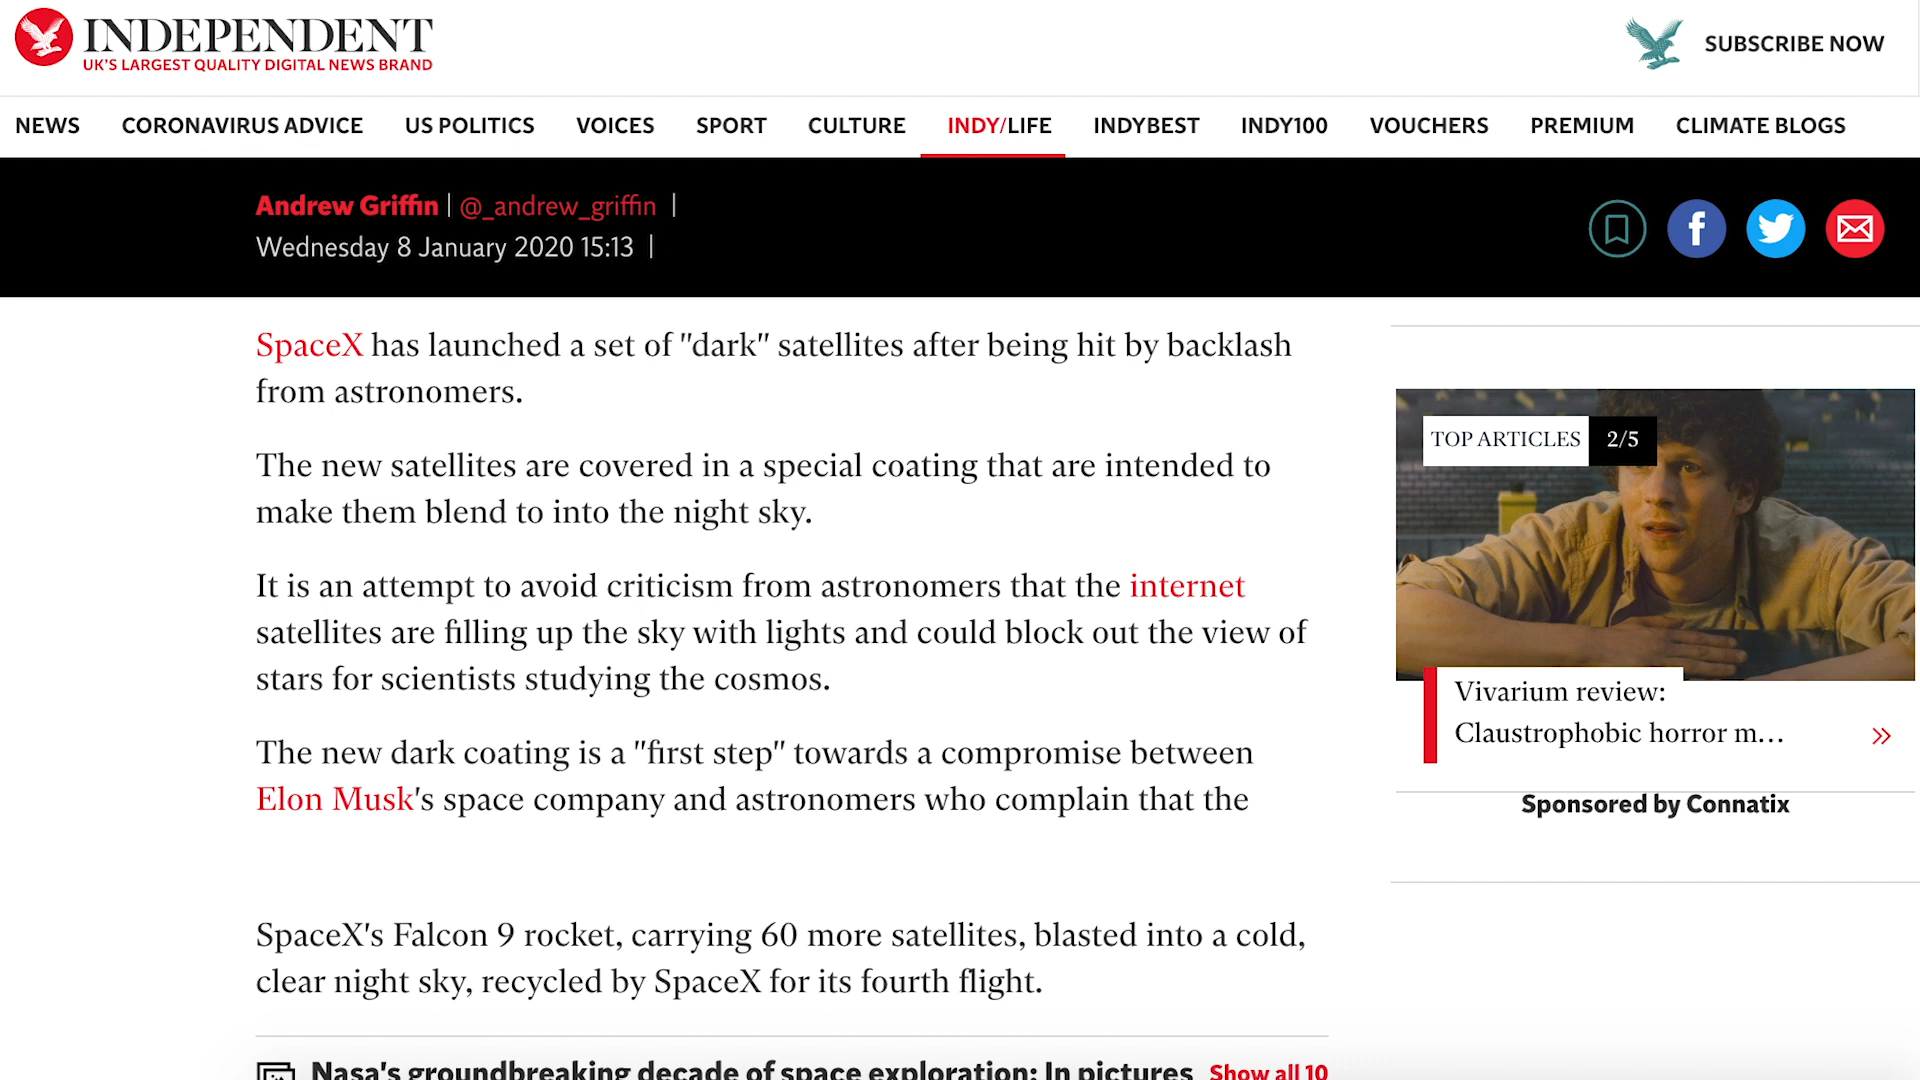 INDEPENDENT
UK'S LARGEST QUALITY DIGITAL NEWS BRAND
SUBSCRIBE NOW
NEWS CORONAVIRUS ADVICE US POLITICS VOICES SPORT CULTURE INDY/LIFE INDYBEST INDY100 VOUCHERS PREMIUM CLIMATE BLOGS
Andrew Griffin | @_andrew_griffin |
Wednesday 8 January 2020 15:13 |
SpaceX has launched a set of "dark" satellites after being hit by backlash
from astronomers.
The new satellites are covered in a special coating that are intended to
make them blend to into the night sky.
It is an attempt to avoid criticism from astronomers that the internet
satellites are filling up the sky with lights and could block out the view of
stars for scientists studying the cosmos.
The new dark coating is a "first step" towards a compromise between
Elon Musk's space company and astronomers who complain that the
SpaceX's Falcon 9 rocket, carrying 60 more satellites, blasted into a cold,
clear night sky, recycled by SpaceX for its fourth flight.
Nasa's groundbreaking decade of space exploration: In pictures Show all 10
TOP ARTICLES 2/5
Vivarium review:
Claustrophobic horror m...
Sponsored by Connatix